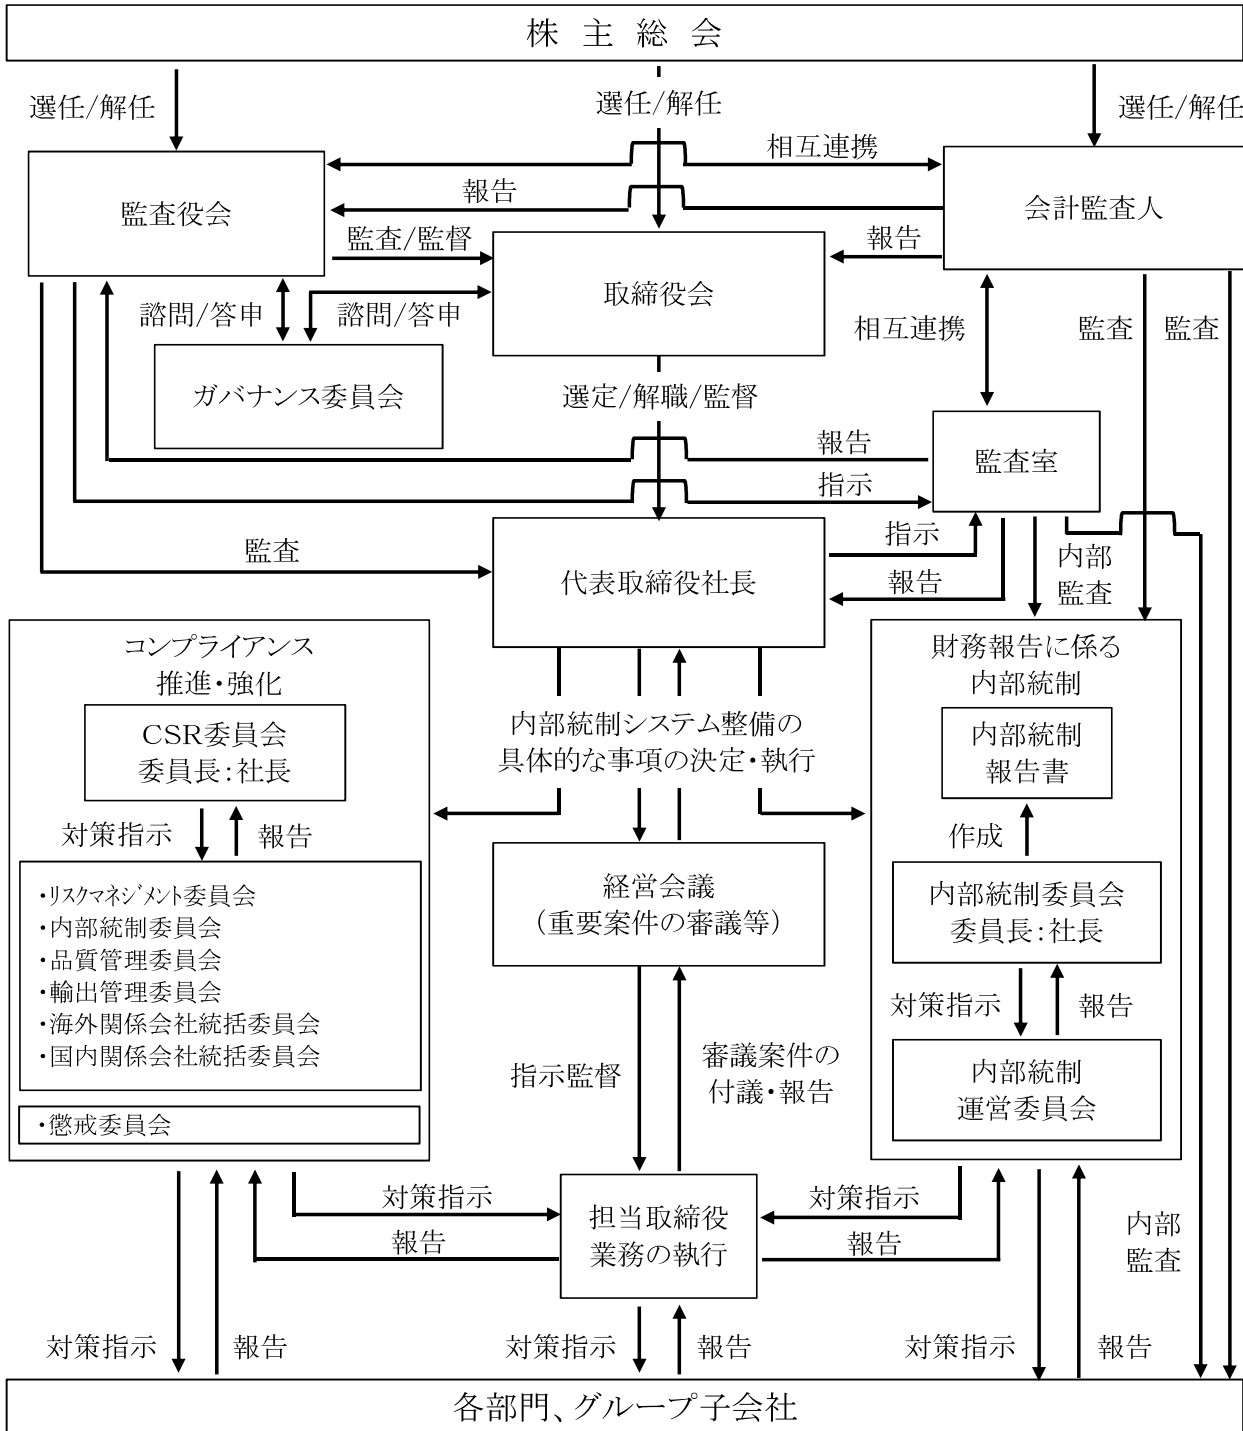 株主総会
選任/解任
選任/解任
選任/解任
相互連携
報告
監査役会
会計監査人
監査/監督
報告
取締役会
諮問/答申
諮問/答申
相互連携
監査
監査
ガバナンス委員会
選定/解職/監督
報告
監査室
指示
監査
指示
代表取締役社長
報告
内部
監査
コンプライアンス
推進・強化
CSR委員会
委員長:社長
対策指示
報告
・リスクマネジメント委員会
・内部統制委員会
・品質管理委員会
・輸出管理委員会
・海外関係会社統括委員会
・国内関係会社統括委員会
・懲戒委員会
内部統制システム整備の
具体的な事項の決定・執行
経営会議
(重要案件の審議等)
指示監督
審議案件の
付議・報告
財務報告に係る
内部統制
内部統制
報告書
作成
内部統制委員会
委員長:社長
対策指示
報告
内部統制
運営委員会
対策指示
報告
担当取締役
業務の執行
対策指示
報告
内部
監査
対策指示
報告
対策指示
報告
対策指示
報告
各部門、グループ子会社